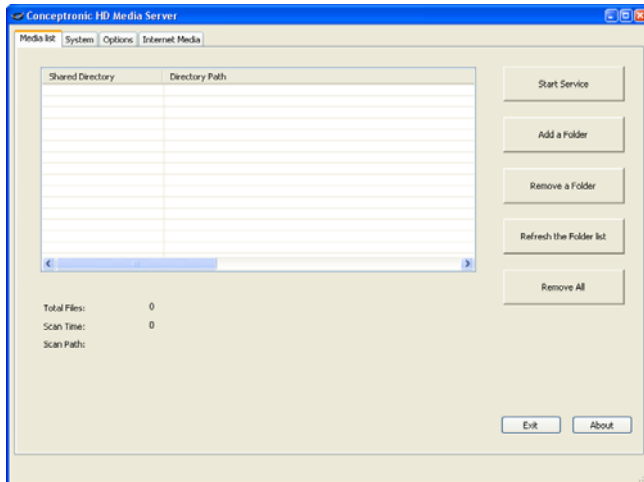 Conceptronic HD Media Server
Media list System Options Internet Media
Shared Directory Directory Path
Start Service
Add a Folder
Remove a Folder
Refresh the Folder list
Remove All
Total Files: 0
Scan Time: 0
Scan Path:
Exit About